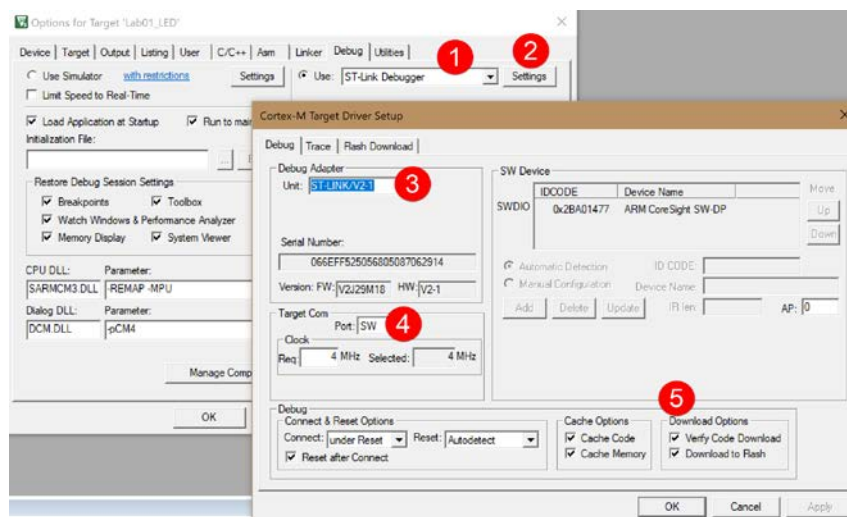 Options for Target 'Lab01_LED'
Device Target Output Listing User C/C++ Asm Linker Debug Utilities
1
2
Use Simulator with restrictions Settings Use: ST-Link Debugger Settings
Limit Speed to Real-Time
Load Application at Startup Run to mai
Initialization File:
...
Restore Debug Session Settings
Breakpoints Toolbox
Watch Windows & Performance Analyzer
Memory Display System Viewer
CPU DLL: Parameter:
SARMCM3.DLL -REMAP -MPU
Dialog DLL: Parameter:
DCM.DLL -pCM4
Manage Comp
OK
Cortex-M Target Driver Setup
Debug Trace Flash Download
Debug Adapter
Unit: ST-LINK/V2-1
3
Serial Number:
066EFF525056805087062914
Version: FW: V2J29M18 HW: V2-1
Target Com
Port: SW
4
Clock
Req: 4 MHz Selected: 4 MHz
SW Device
IDCODE Device Name Move
SWDIO 0x2BA01477 ARM CoreSight SW-DP Up
Down
Automatic Detection ID CODE:
Manual Configuration Device Name:
Add Delete Update IR len: AP: 0
5
Debug
Connect & Reset Options
Connect: under Reset Reset: Autodetect
Reset after Connect
Cache Options
Cache Code
Cache Memory
Download Options
Verify Code Download
Download to Flash
OK Cancel Apply